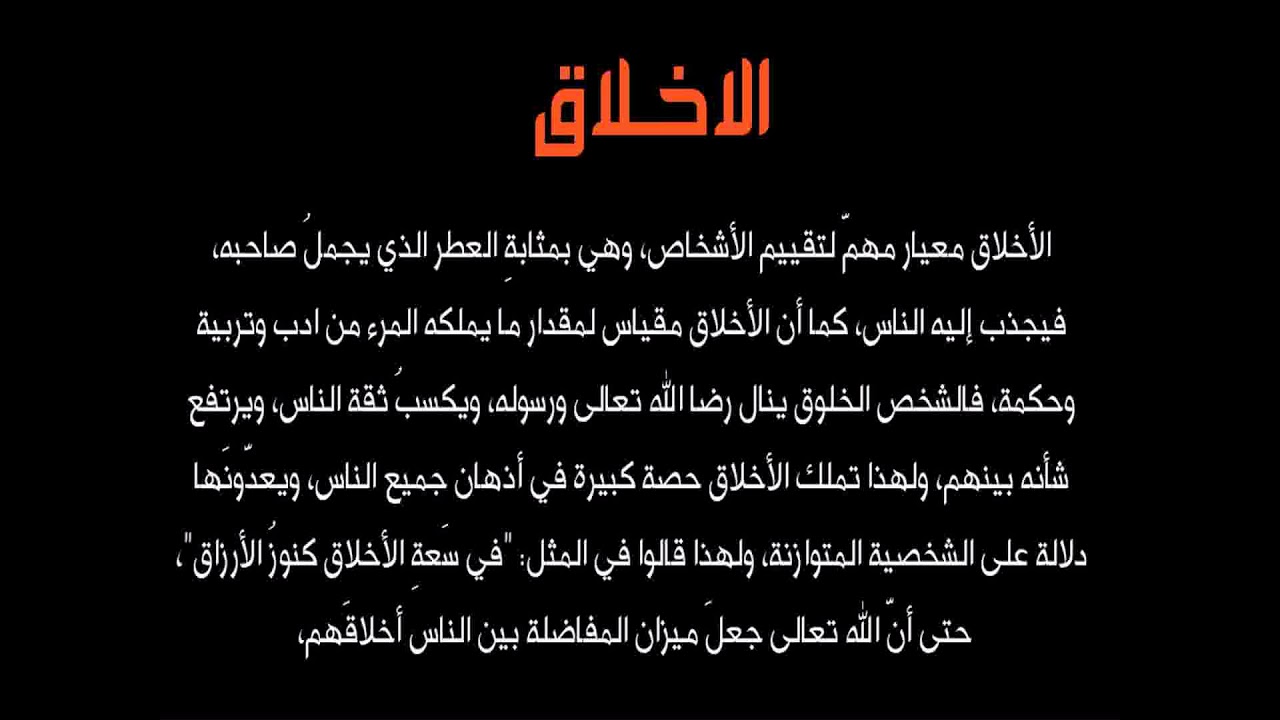 الاخلاق
الأخلاق معيار مهمّ لتقييم الأشخاص، وهي بمثابةِ العطر الذي يجملُ صاحبه،
فيجذب إليه الناس، كما أن الأخلاق مقياس لمقدار ما يملكه المرء من ادب وتربية
وحكمة، فالشخص الخلوق ينال رضا الله تعالى ورسوله، ويكسبُ ثقة الناس، ويرتفع
شأنه بينهم، ولهذا تملك الأخلاق حصة كبيرة في أذهان جميع الناس، ويعدّونَها
دلالة على الشخصية المتوازنة، ولهذا قالوا في المثل: "في سَعةِ الأخلاق كنوزُ الأرزاق"،
حتى أنّ الله تعالى جعلَ ميزان المفاضلة بين الناس أخلاقَهم،